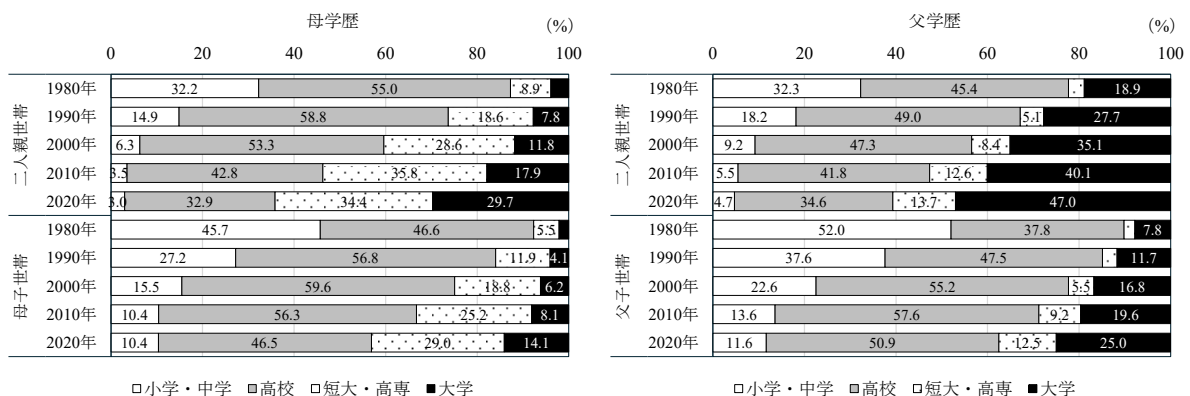 母学歴
(%)
0 20 40 60 80 100
二人親世帯
1980年 32.2 55.0 8.9
1990年 14.9 58.8 18.6 7.8
2000年 6.3 53.3 28.6 11.8
2010年 3.5 42.8 35.8 17.9
2020年 3.0 32.9 34.4 29.7
母子世帯
1980年 45.7 46.6 5.5
1990年 27.2 56.8 11.9 4.1
2000年 15.5 59.6 18.8 6.2
2010年 10.4 56.3 25.2 8.1
2020年 10.4 46.5 29.0 14.1
小学・中学 高校 短大・高専 大学
父学歴
(%)
0 20 40 60 80 100
二人親世帯
1980年 32.3 45.4 18.9
1990年 18.2 49.0 5.1 27.7
2000年 9.2 47.3 8.4 35.1
2010年 5.5 41.8 12.6 40.1
2020年 4.7 34.6 13.7 47.0
父子世帯
1980年 52.0 37.8 7.8
1990年 37.6 47.5 11.7
2000年 22.6 55.2 5.5 16.8
2010年 13.6 57.6 9.2 19.6
2020年 11.6 50.9 12.5 25.0
小学・中学 高校 短大・高専 大学